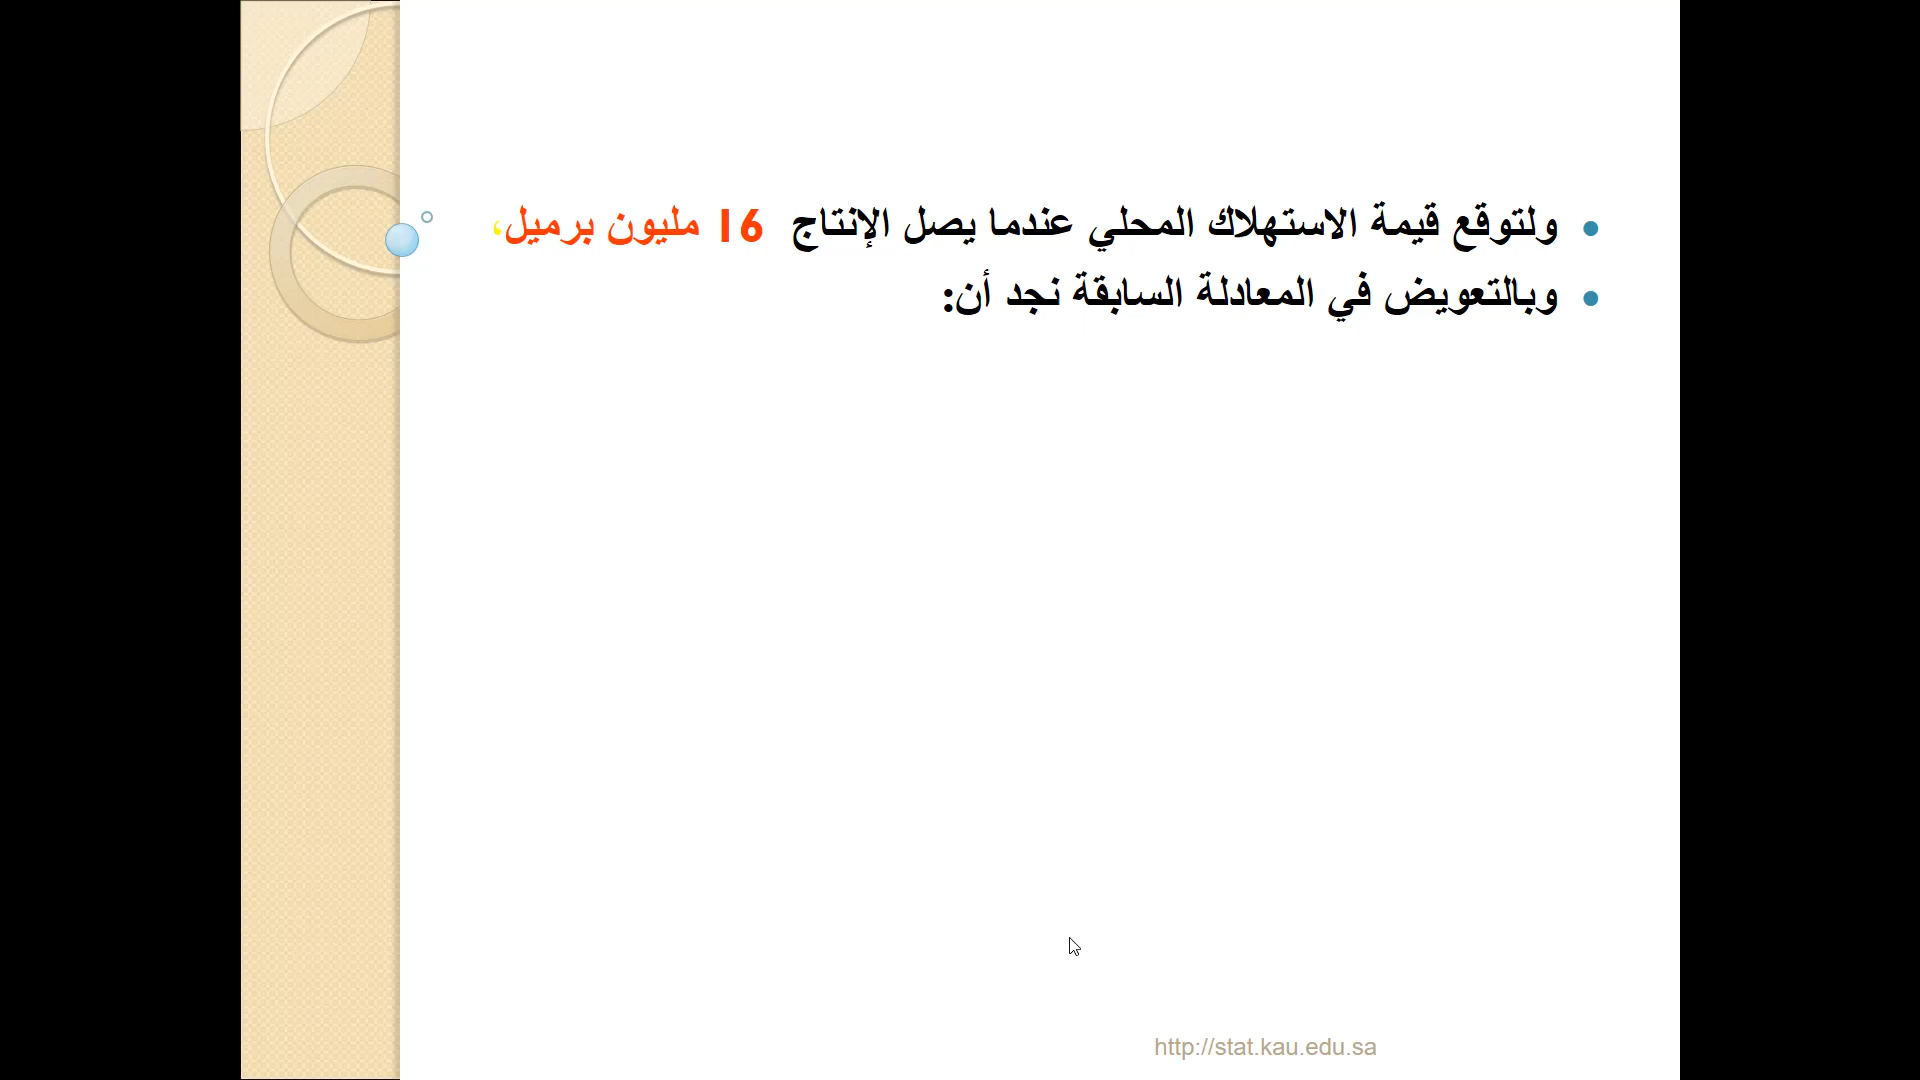 ولتوقع قيمة الاستهلاك المحلي عندما يصل الإنتاج 16 مليون برميل،
وبالتعويض في المعادلة السابقة نجد أن:
http://stat.kau.edu.sa